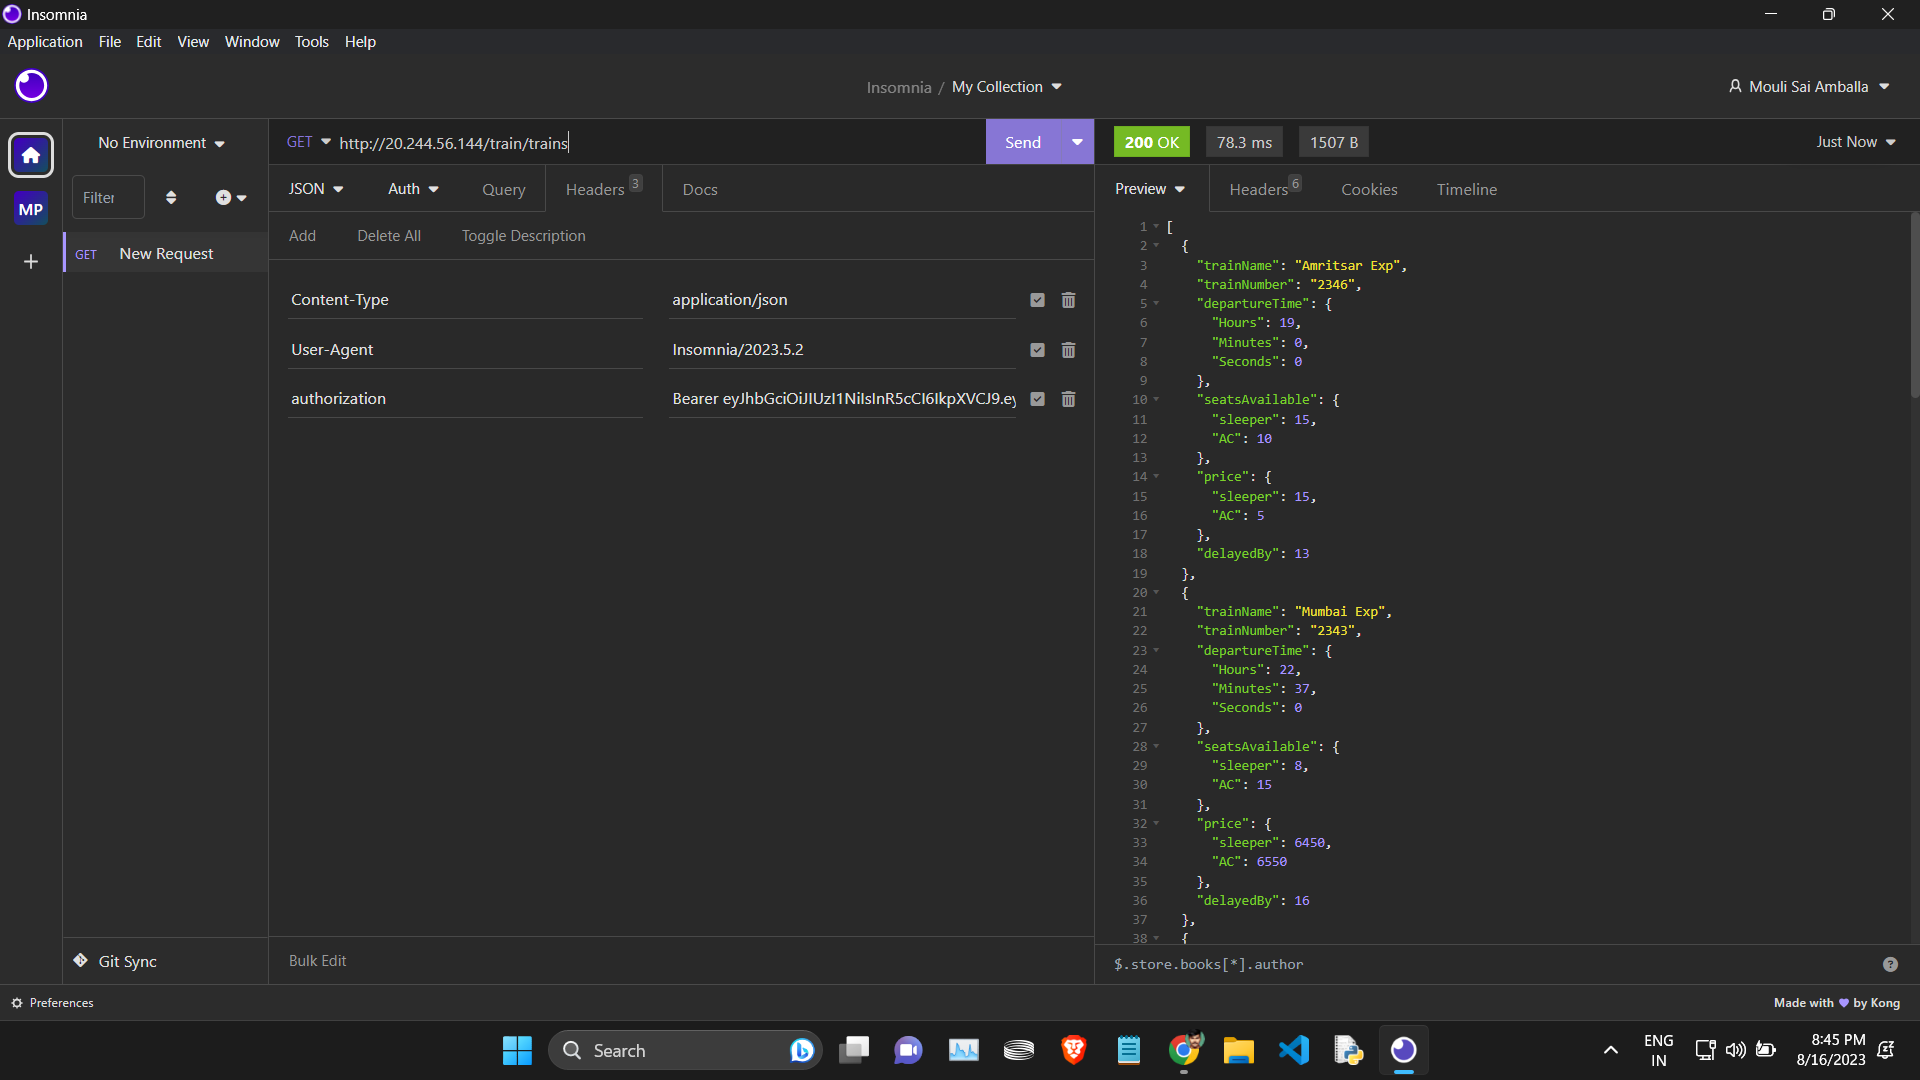 Insomnia
Application File Edit View Window Tools Help
Insomnia / My Collection
Mouli Sai Amballa
No Environment
GET http://20.244.56.144/train/trains
Send
200 OK 78.3 ms 1507 B
Just Now
MP
Filter
GET New Request
JSON Auth Query Headers 3 Docs
Add Delete All Toggle Description
Content-Type application/json
User-Agent Insomnia/2023.5.2
authorization Bearer eyJhbGciOiJIUzI1NiIsInR5cCI6IkpXVCJ9.ey
Preview Headers 6 Cookies Timeline
1 [
2 {
3 "trainName": "Amritsar Exp",
4 "trainNumber": "2346",
5 "departureTime": {
6 "Hours": 19,
7 "Minutes": 0,
8 "Seconds": 0
9 },
10 "seatsAvailable": {
11 "sleeper": 15,
12 "AC": 10
13 },
14 "price": {
15 "sleeper": 15,
16 "AC": 5
17 },
18 "delayedBy": 13
19 },
20 {
21 "trainName": "Mumbai Exp",
22 "trainNumber": "2343",
23 "departureTime": {
24 "Hours": 22,
25 "Minutes": 37,
26 "Seconds": 0
27 },
28 "seatsAvailable": {
29 "sleeper": 8,
30 "AC": 15
31 },
32 "price": {
33 "sleeper": 6450,
34 "AC": 6550
35 },
36 "delayedBy": 16
37 },
38 {
Git Sync
Bulk Edit
$.store.books[*].author
Preferences
Made with ♥ by Kong
Search
ENG
IN
8:45 PM
8/16/2023